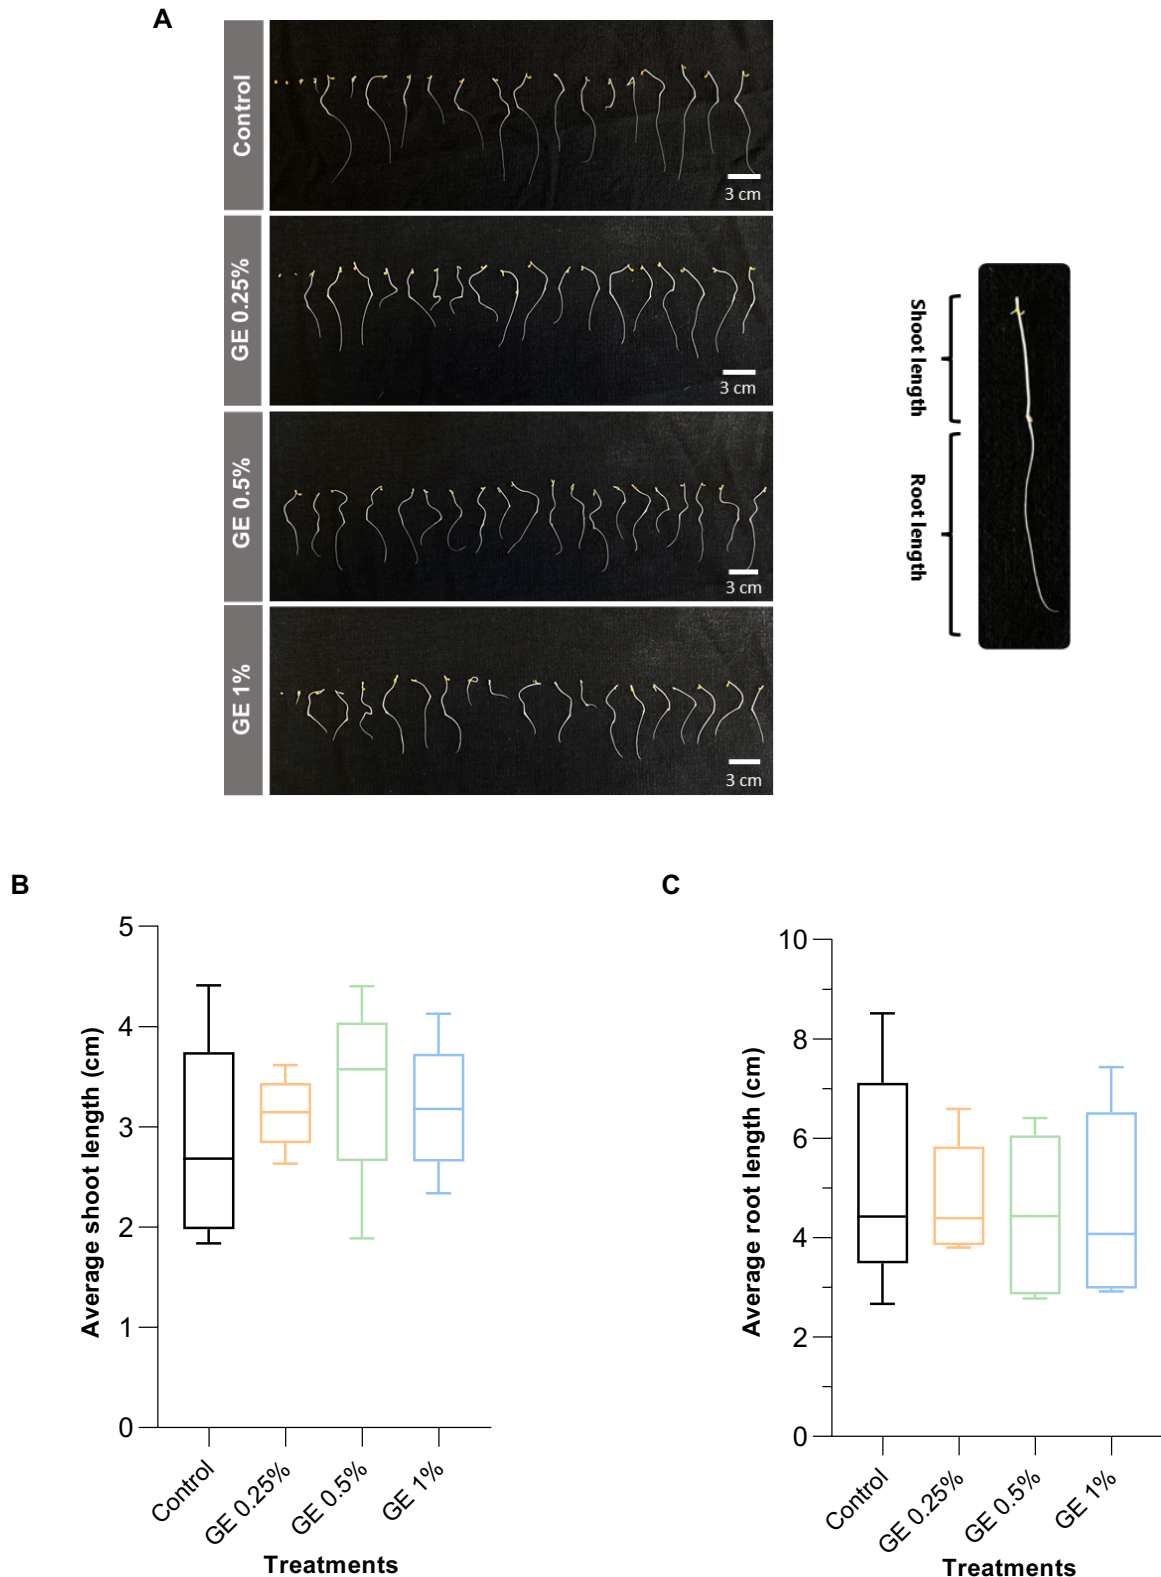 A
Control
3 cm
GE 0.25%
3 cm
GE 0.5%
3 cm
GE 1%
3 cm
Shoot length
Root length
B
Average shoot length (cm)
5
4
3
2
1
0
Control
GE 0.25%
GE 0.5%
GE 1%
Treatments
C
Average root length (cm)
10
8
6
4
2
0
Control
GE 0.25%
GE 0.5%
GE 1%
Treatments